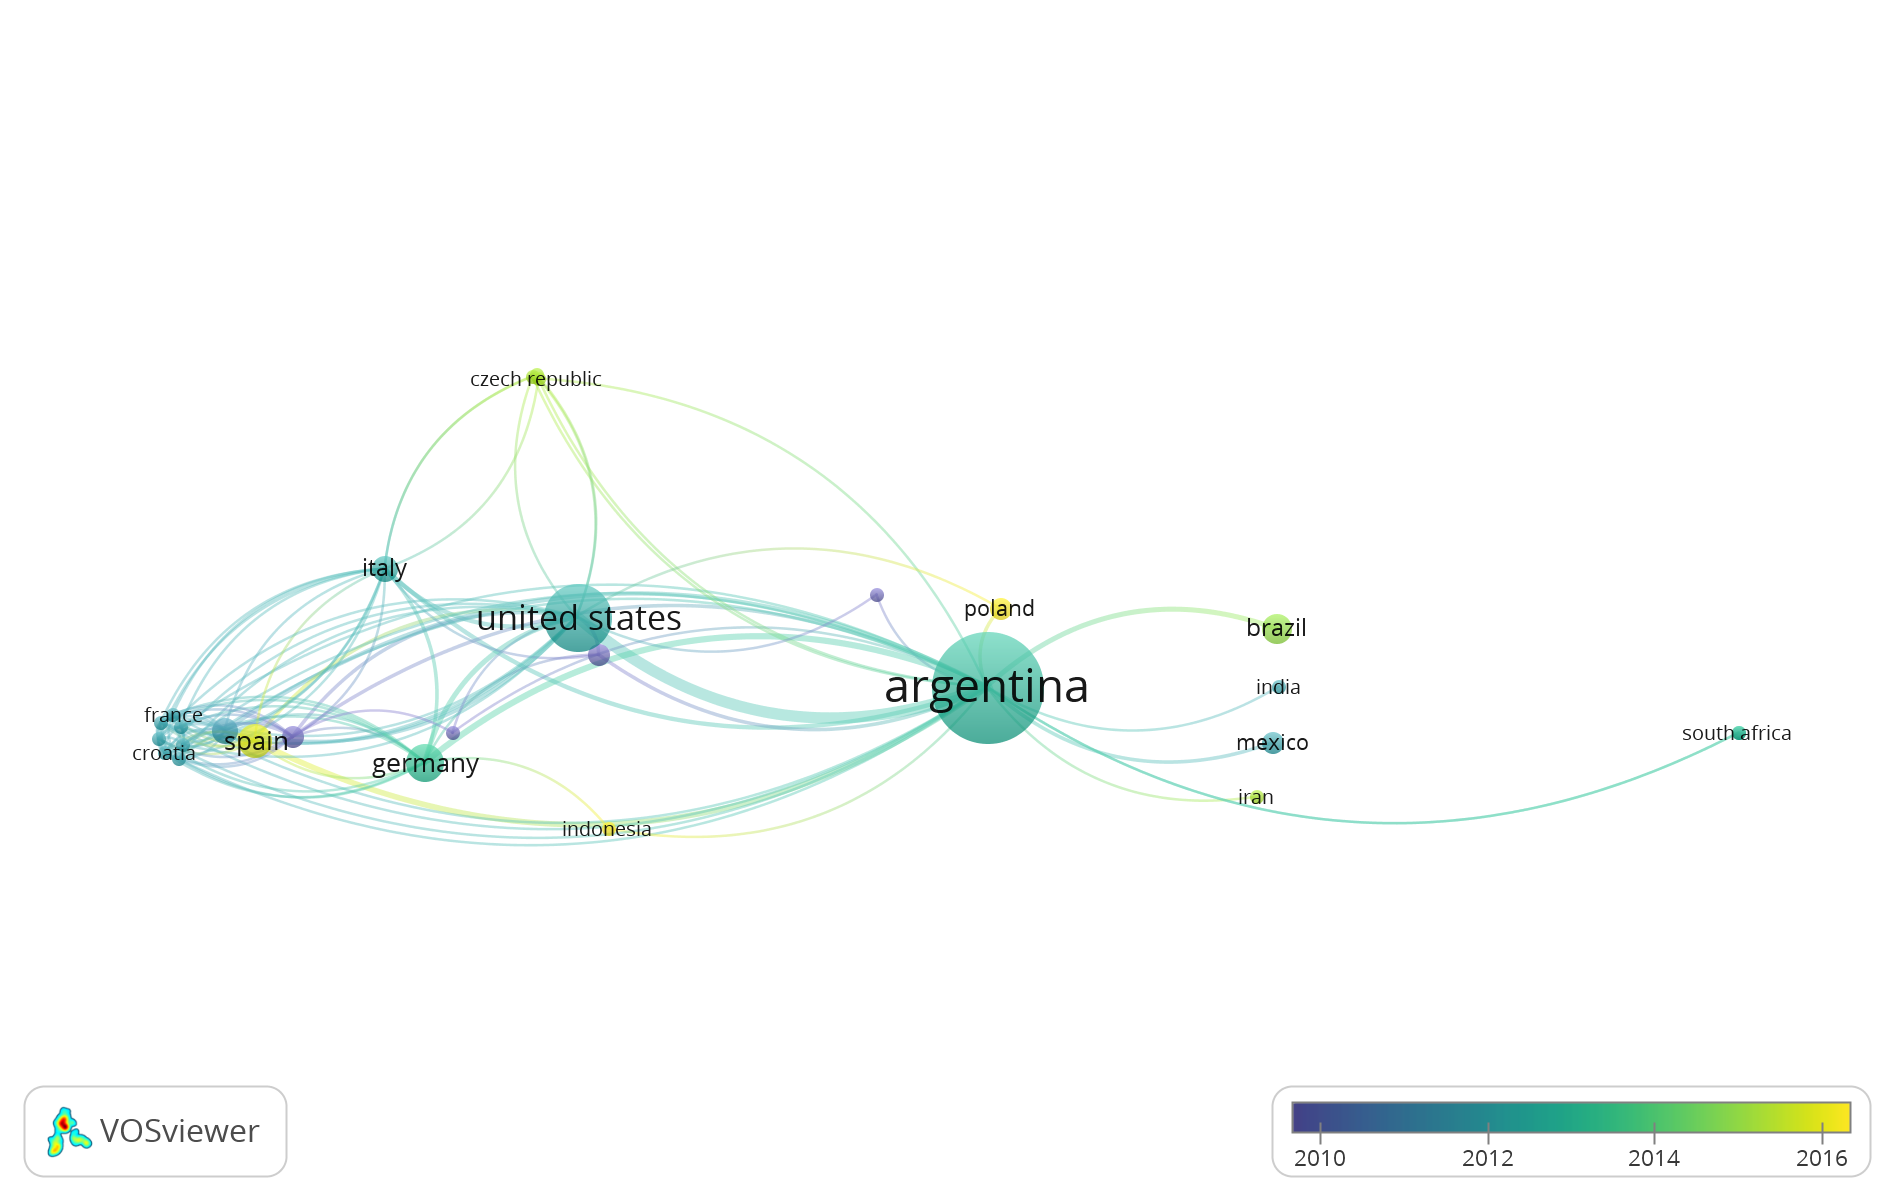 czech republic
italy
united states
poland
brazil
argentina
india
france
spain
croatia
germany
mexico
south africa
iran
indonesia
VOSviewer
2010 2012 2014 2016